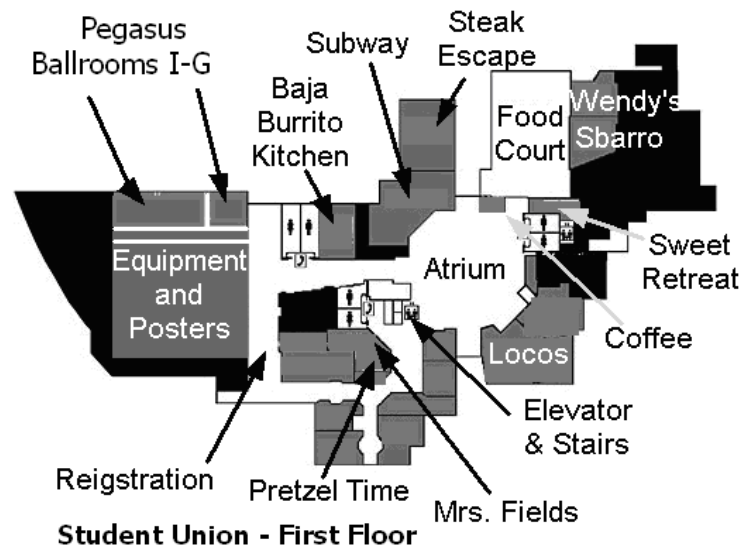 Pegasus
Ballrooms I-G
Subway
Steak
Escape
Baja
Burrito
Kitchen
Food
Court
Wendy's
Sbarro
Equipment
and
Posters
Atrium
Sweet
Retreat
Coffee
Locos
Elevator
& Stairs
Reigstration
Pretzel Time
Mrs. Fields
Student Union - First Floor